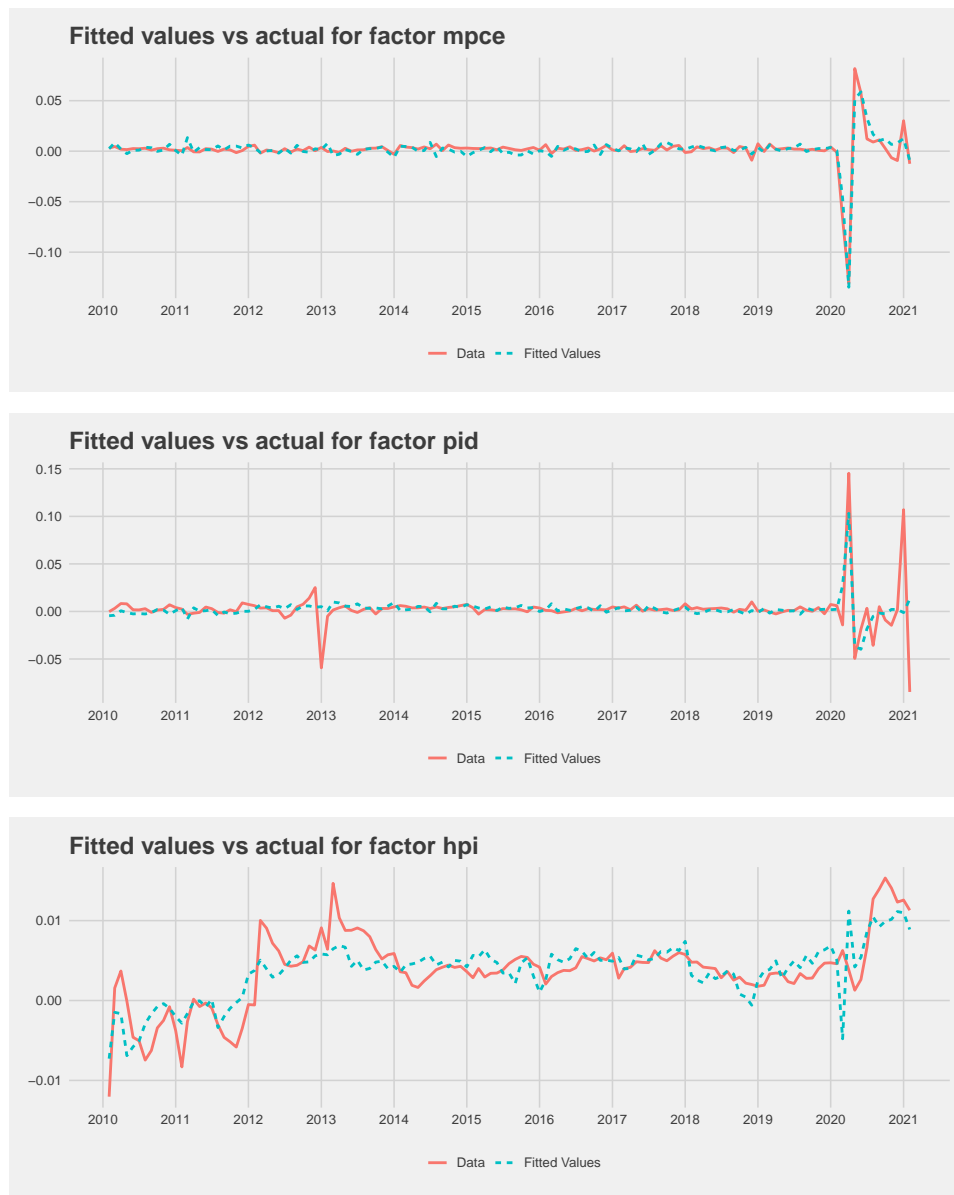 Fitted values vs actual for factor mpce
0.05
0.00
−0.05
−0.10
2010 2011 2012 2013 2014 2015 2016 2017 2018 2019 2020 2021
Data Fitted Values
Fitted values vs actual for factor pid
0.15
0.10
0.05
0.00
−0.05
2010 2011 2012 2013 2014 2015 2016 2017 2018 2019 2020 2021
Data Fitted Values
Fitted values vs actual for factor hpi
0.01
0.00
−0.01
2010 2011 2012 2013 2014 2015 2016 2017 2018 2019 2020 2021
Data Fitted Values